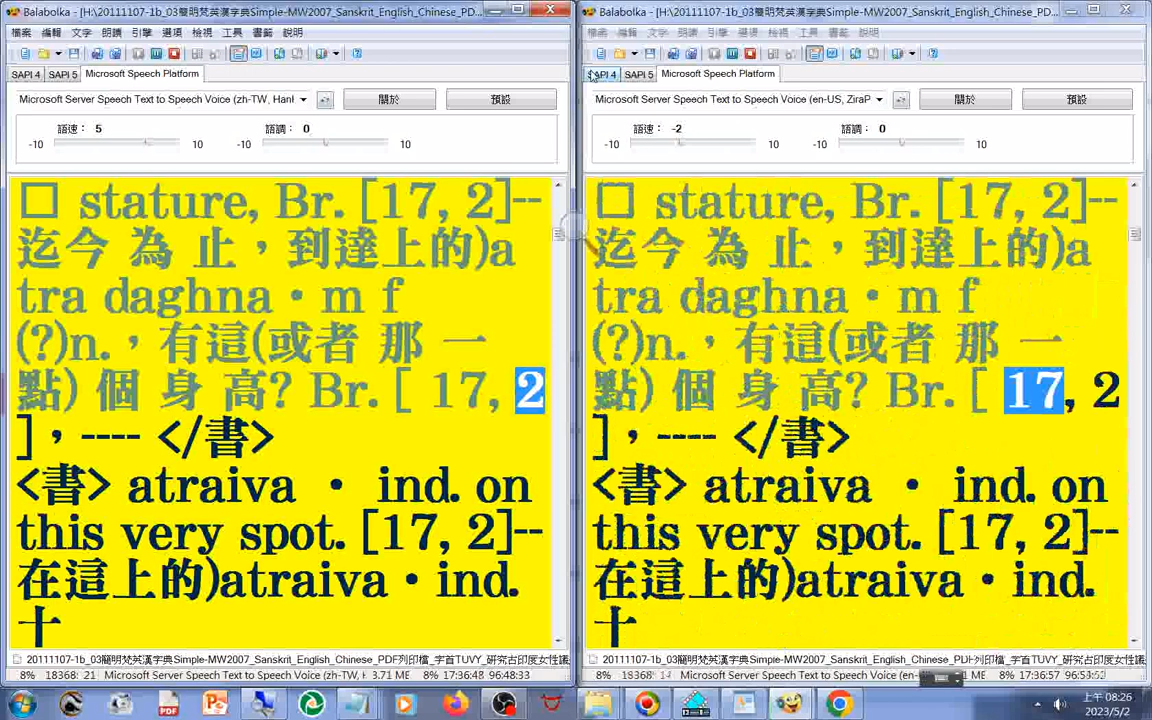 Balabolka - [H:\20111107-1b_03簡明梵英漢字典Simple-MW2007_Sanskrit_English_Chinese_PD...
檔案 編輯 文字 朗讀 引擎 選項 檢視 工具 書籤 說明
SAPI 4 SAPI 5 Microsoft Speech Platform
Microsoft Server Speech Text to Speech Voice (zh-TW, Hanl
關於 預設
語速： 5 語調： 0
-10 10 -10 10
□ stature, Br. [17, 2]--
迄今 為 止，到達上的)a
tra daghna・m f
(?)n.，有這(或者 那 一
點) 個 身 高? Br. [ 17, 2
]，---- </書>
<書> atraiva ・ ind. on
this very spot. [17, 2]--
在這上的)atraiva・ind.
20111107-1b_03簡明梵英漢字典Simple-MW2007_Sanskrit_English_Chinese_PDF列印檔_字首TUVY_研究古印度女性議
8% 18368: 21 Microsoft Server Speech Text to Speech Voice (zh-TW, I 3.71 МЕ 8% 17:36:48 96:48:33
Balabolka - [H:\20111107-1b_03簡明梵英漢字典Simple-MW2007_Sanskrit_English_Chinese_PD...
檔案 編輯 文字 朗讀 引擎 選項 檢視 工具 書籤 說明
SAPI 4 SAPI 5 Microsoft Speech Platform
Microsoft Server Speech Text to Speech Voice (en-US, ZiraP
關於 預設
語速： -2 語調： 0
-10 10 -10 10
□ stature, Br. [17, 2]--
迄今 為 止，到達上的)a
tra daghna・m f
(?)n.，有這(或者 那 一
點) 個 身 高? Br. [ 17, 2
]，---- </書>
<書> atraiva ・ ind. on
this very spot. [17, 2]--
在這上的)atraiva・ind.
20111107-1b_03簡明梵英漢字典Simple-MW2007_Sanskrit_English_Chinese_PDF列印檔_字首TUVY_研究古印度女性議
8% Microsoft Server Speech Text to Speech Voice 8% 17:36:57
上午 08:26
2023/5/2